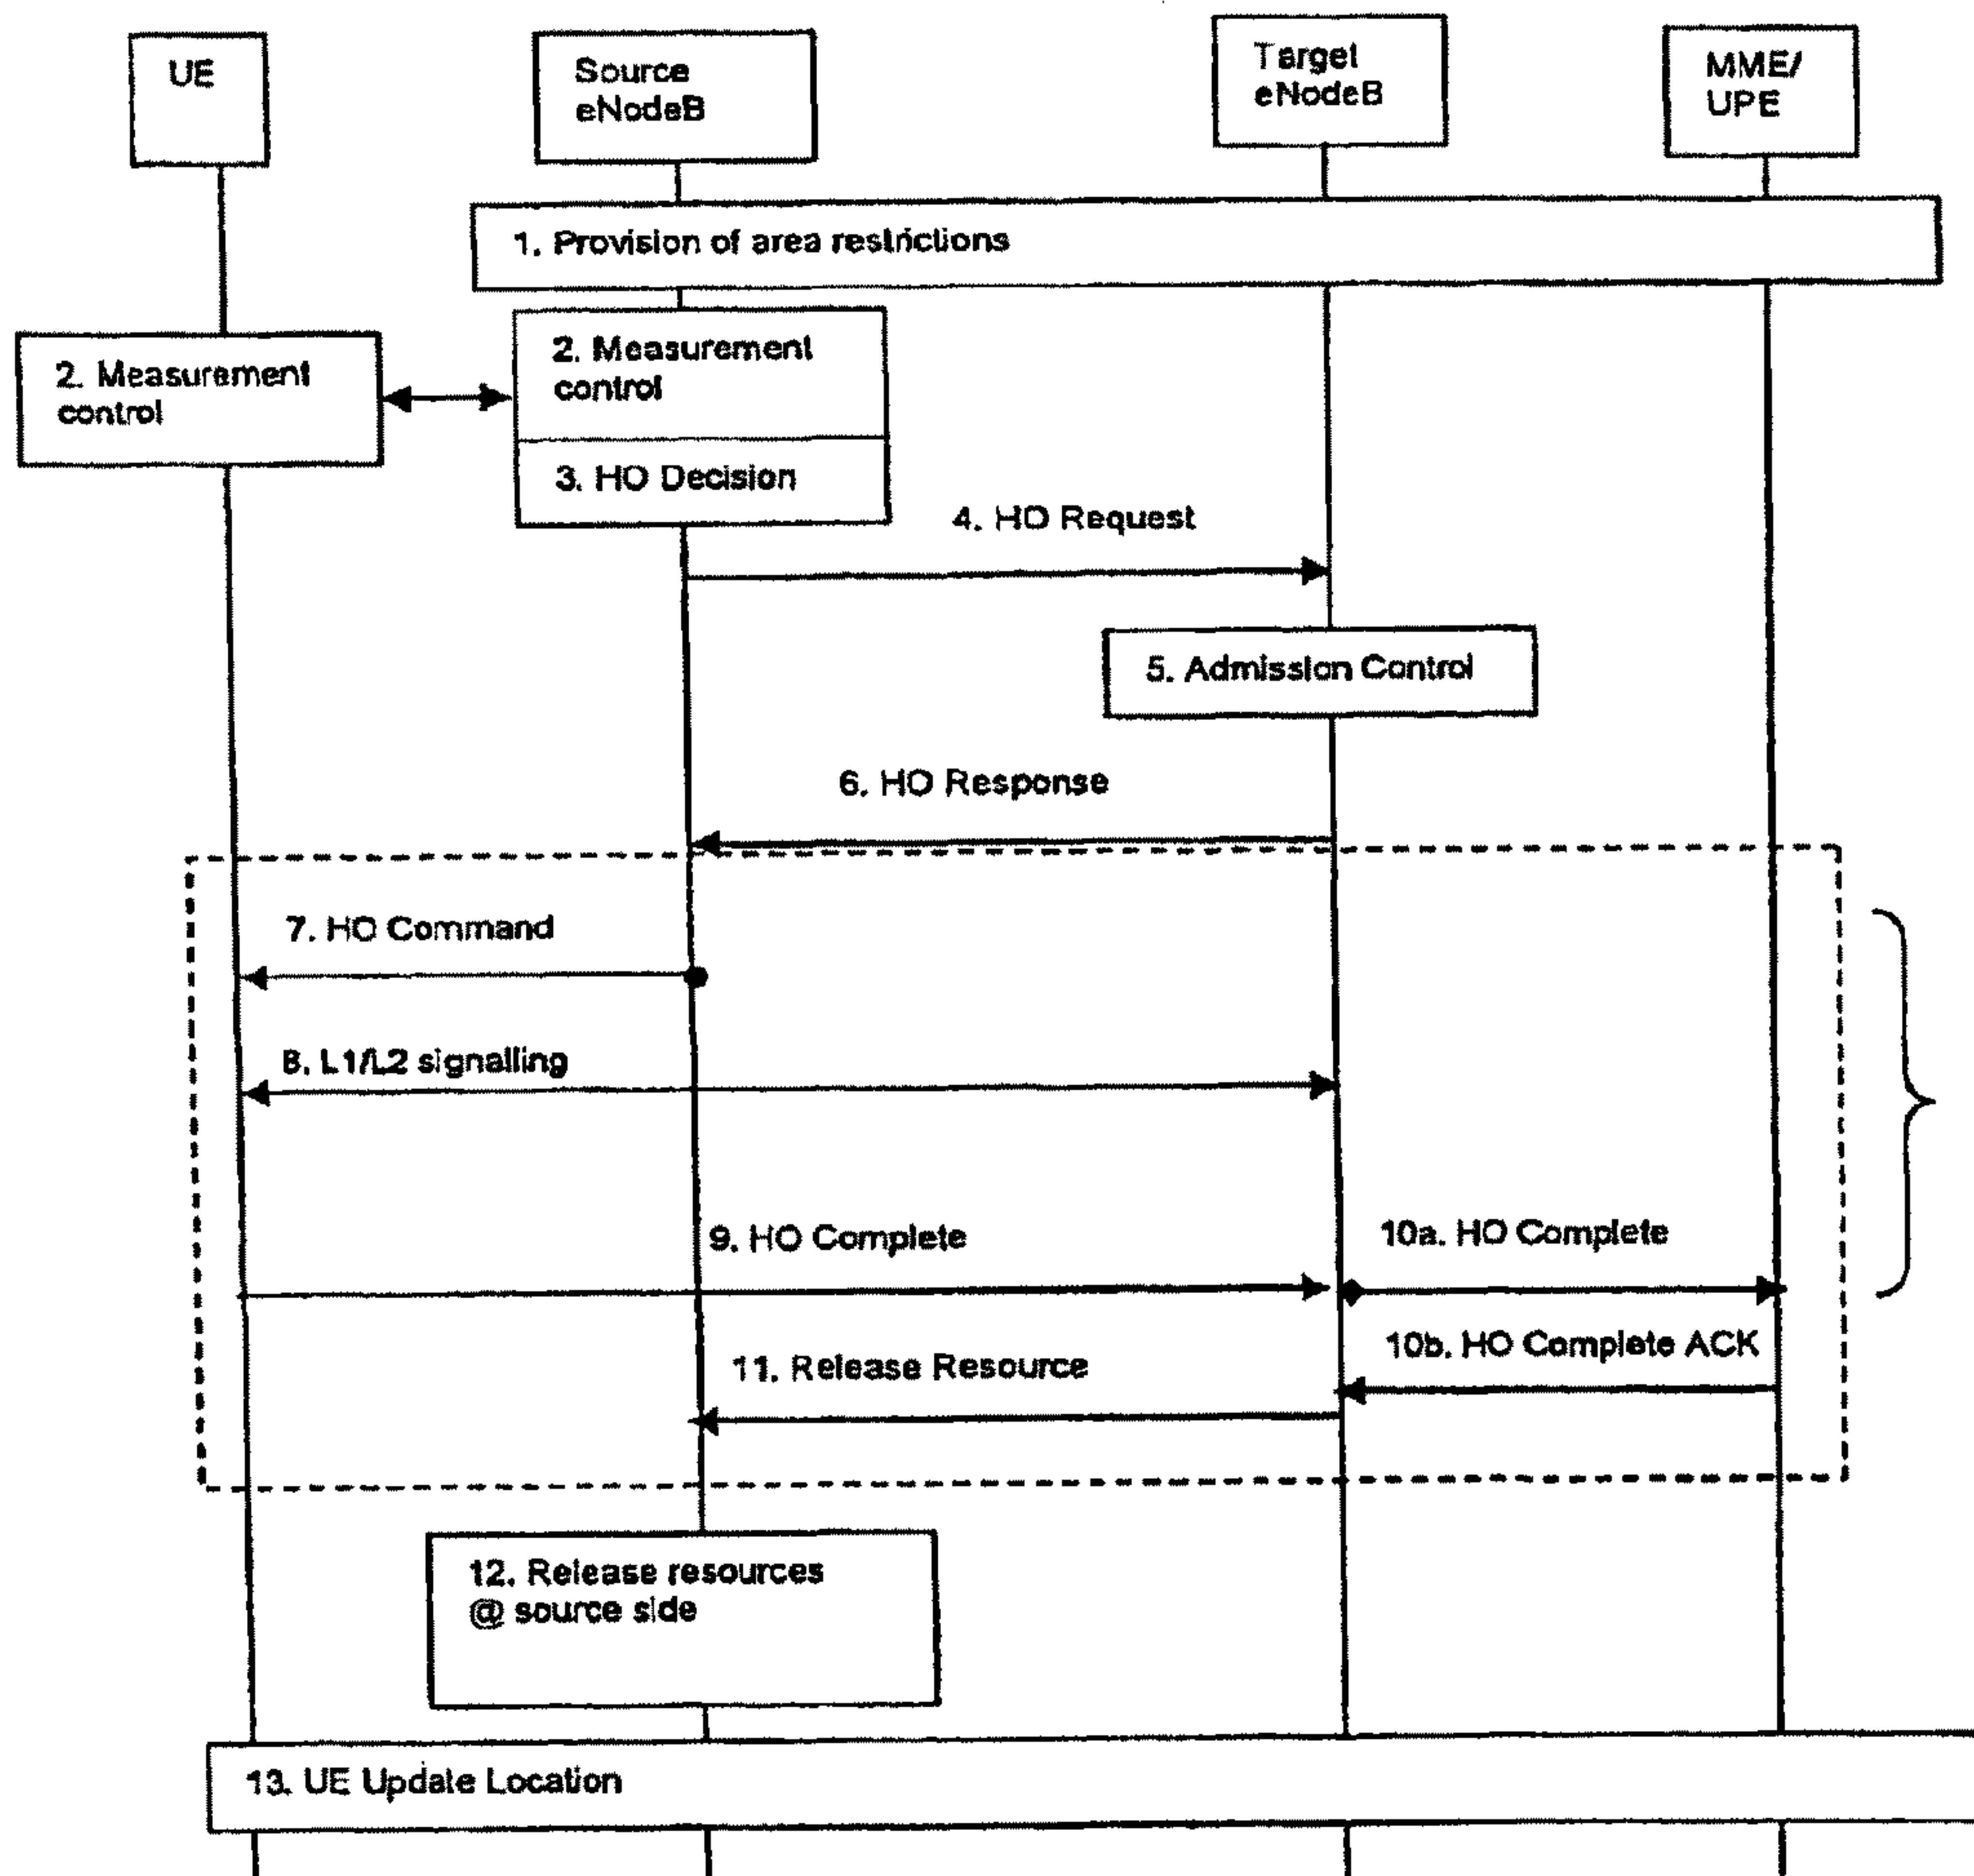 UE
Source
eNodeB
Target
eNodeB
MME/
UPE
1. Provision of area restrictions
2. Measurement
control
2. Measurement
control
3. HO Decision
4. HO Request
5. Admission Control
6. HO Response
7. HO Command
8. L1/L2 signalling
9. HO Complete
10a. HO Complete
10b. HO Complete ACK
11. Release Resource
12. Release resources
@ source side
13. UE Update Location